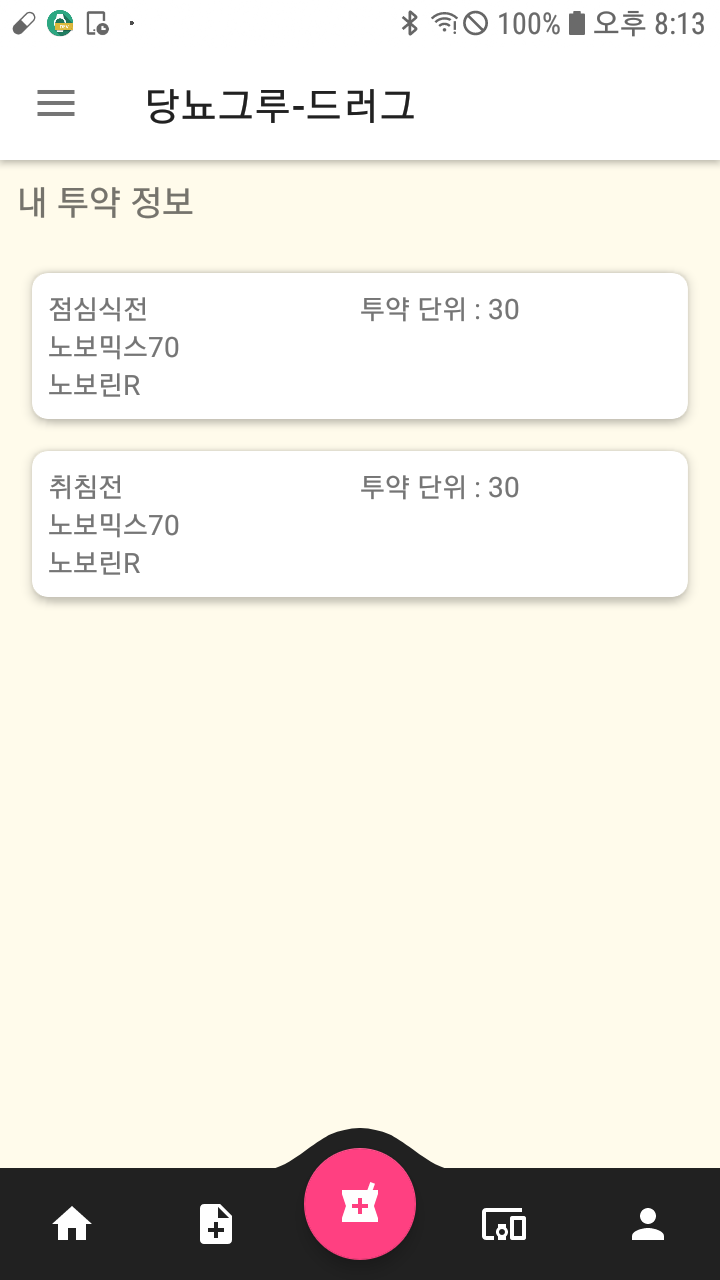 100% 오후 8:13
당뇨그루-드러그
내 투약 정보
점심식전 투약 단위 : 30
노보믹스70
노보린R
취침전 투약 단위 : 30
노보믹스70
노보린R